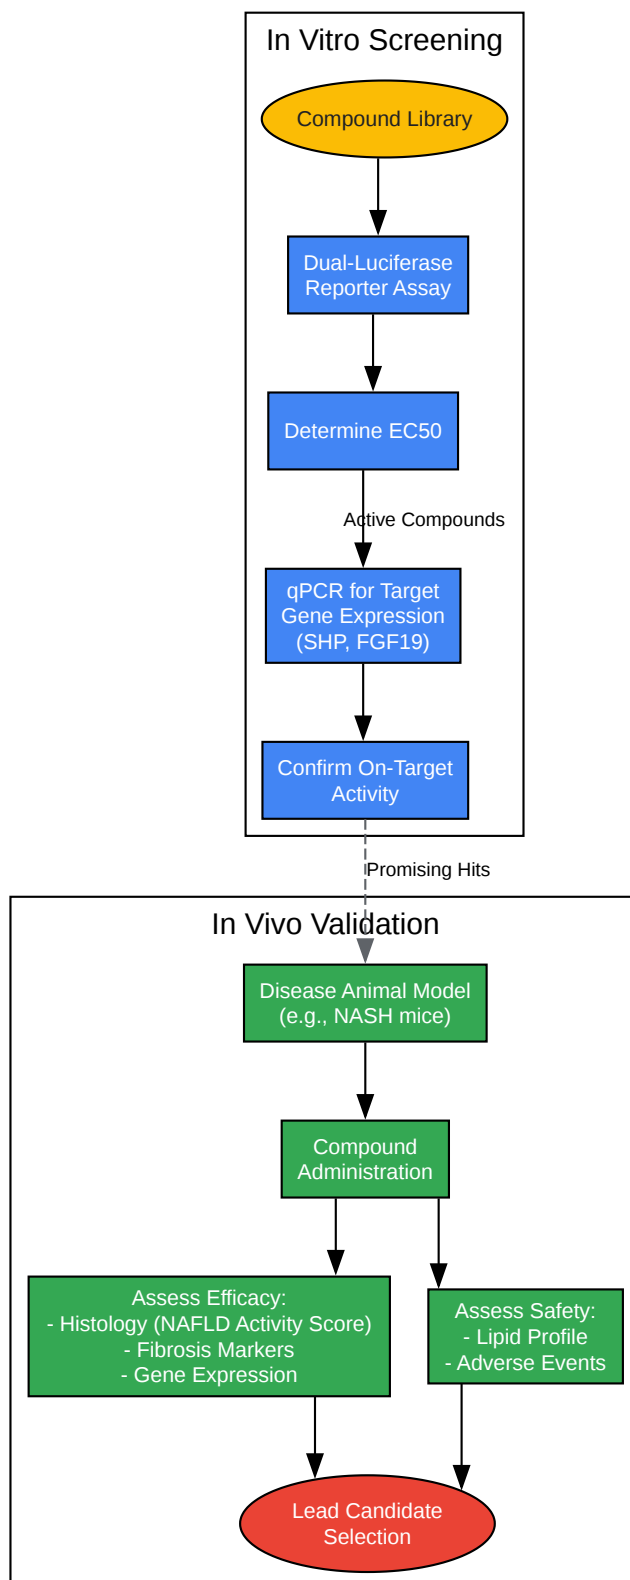 In Vitro Screening
Compound Library
Dual-Luciferase
Reporter Assay
Determine EC50
Active Compounds
qPCR for Target
Gene Expression
(SHP, FGF19)
Confirm On-Target
Activity
Promising Hits
In Vivo Validation
Disease Animal Model
(e.g., NASH mice)
Compound
Administration
Assess Efficacy:
- Histology (NAFLD Activity Score)
- Fibrosis Markers
- Gene Expression
Assess Safety:
- Lipid Profile
- Adverse Events
Lead Candidate
Selection